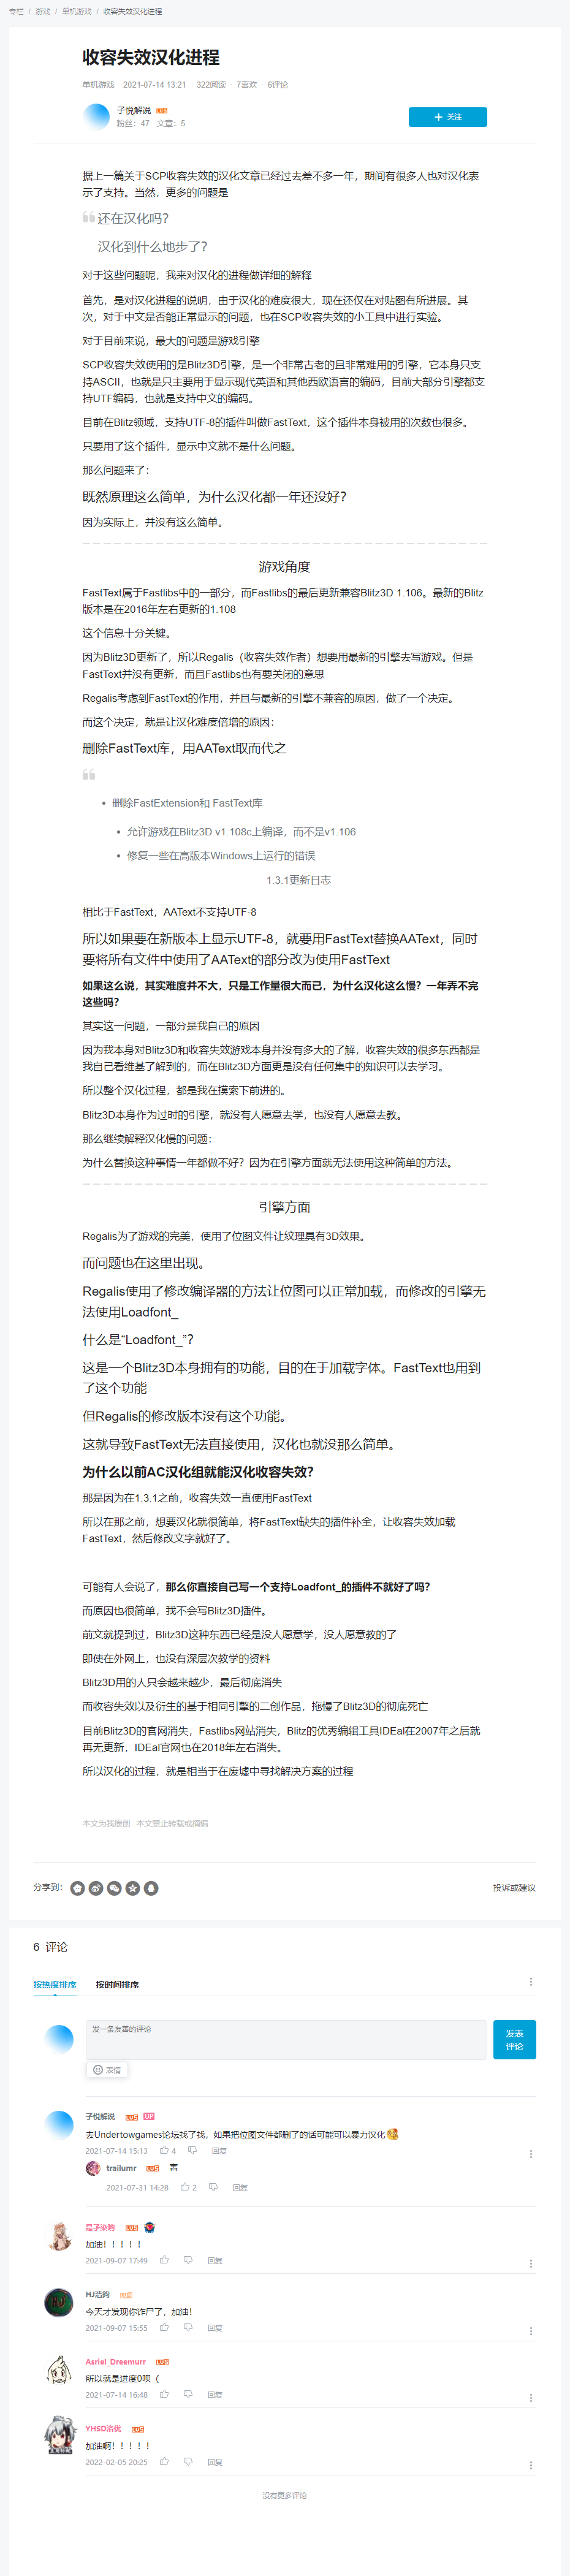 专栏 / 游戏 / 单机游戏 / 收容失效汉化进程
收容失效汉化进程
单机游戏 2021-07-14 13:21 322阅读 · 7喜欢 · 6评论
子悦解说 LV5
粉丝：47 文章：5
+ 关注
据上一篇关于SCP收容失效的汉化文章已经过去差不多一年，期间有很多人也对汉化表
示了支持。当然，更多的问题是
还在汉化吗？
汉化到什么地步了？
对于这些问题呢，我来对汉化的进程做详细的解释
首先，是对汉化进程的说明，由于汉化的难度很大，现在还仅在对贴图有所进展。其
次，对于中文是否能正常显示的问题，也在SCP收容失效的小工具中进行实验。
对于目前来说，最大的问题是游戏引擎
SCP收容失效使用的是Blitz3D引擎，是一个非常古老的且非常难用的引擎，它本身只支
持ASCII，也就是只主要用于显示现代英语和其他西欧语言的编码，目前大部分引擎都支
持UTF编码，也就是支持中文的编码。
目前在Blitz领域，支持UTF-8的插件叫做FastText，这个插件本身被用的次数也很多。
只要用了这个插件，显示中文就不是什么问题。
那么问题来了：
既然原理这么简单，为什么汉化都一年还没好？
因为实际上，并没有这么简单。
游戏角度
FastText属于Fastlibs中的一部分，而Fastlibs的最后更新兼容Blitz3D 1.106。最新的Blitz
版本是在2016年左右更新的1.108
这个信息十分关键。
因为Blitz3D更新了，所以Regalis（收容失效作者）想要用最新的引擎去写游戏。但是
FastText并没有更新，而且Fastlibs也有要关闭的意思
Regalis考虑到FastText的作用，并且与最新的引擎不兼容的原因，做了一个决定。
而这个决定，就是让汉化难度倍增的原因：
删除FastText库，用AAText取而代之
• 删除FastExtension和 FastText库
• 允许游戏在Blitz3D v1.108c上编译，而不是v1.106
• 修复一些在高版本Windows上运行的错误
1.3.1更新日志
相比于FastText，AAText不支持UTF-8
所以如果要在新版本上显示UTF-8，就要用FastText替换AAText，同时
要将所有文件中使用了AAText的部分改为使用FastText
如果这么说，其实难度并不大，只是工作量很大而已，为什么汉化这么慢？一年弄不完
这些吗？
其实这一问题，一部分是我自己的原因
因为我本身对Blitz3D和收容失效游戏本身并没有多大的了解，收容失效的很多东西都是
我自己看维基了解到的，而在Blitz3D方面更是没有任何集中的知识可以去学习。
所以整个汉化过程，都是我在摸索下前进的。
Blitz3D本身作为过时的引擎，就没有人愿意去学，也没有人愿意去教。
那么继续解释汉化慢的问题：
为什么替换这种事情一年都做不好？因为在引擎方面就无法使用这种简单的方法。
引擎方面
Regalis为了游戏的完美，使用了位图文件让纹理具有3D效果。
而问题也在这里出现。
Regalis使用了修改编译器的方法让位图可以正常加载，而修改的引擎无
法使用Loadfont_
什么是“Loadfont_”？
这是一个Blitz3D本身拥有的功能，目的在于加载字体。FastText也用到
了这个功能
但Regalis的修改版本没有这个功能。
这就导致FastText无法直接使用，汉化也就没那么简单。
为什么以前AC汉化组就能汉化收容失效？
那是因为在1.3.1之前，收容失效一直使用FastText
所以在那之前，想要汉化就很简单，将FastText缺失的插件补全，让收容失效加载
FastText，然后修改文字就好了。
可能有人会说了，那么你直接自己写一个支持Loadfont_的插件不就好了吗？
而原因也很简单，我不会写Blitz3D插件。
前文就提到过，Blitz3D这种东西已经是没人愿意学，没人愿意教的了
即使在外网上，也没有深层次教学的资料
Blitz3D用的人只会越来越少，最后彻底消失
而收容失效以及衍生的基于相同引擎的二创作品，拖慢了Blitz3D的彻底死亡
目前Blitz3D的官网消失，Fastlibs网站消失，Blitz的优秀编辑工具IDEal在2007年之后就
再无更新，IDEal官网也在2018年左右消失。
所以汉化的过程，就是相当于在废墟中寻找解决方案的过程
本文为我原创 本文禁止转载或摘编
分享到：
投诉或建议
6 评论
按热度排序 按时间排序
发一条友善的评论
发表
评论
表情
子悦解说 LV5 UP
去Undertowgames论坛找了找，如果把位图文件都删了的话可能可以暴力汉化
2021-07-14 15:13 4 回复
trailumr LV5 害
2021-07-31 14:28 2 回复
是子染朙 LV5
加油！！！！！
2021-09-07 17:49 回复
今天才发现你诈尸了，加油！
2021-09-07 15:55 回复
Asriel_Dreemurr LV5
所以就是进度0呗（
2021-07-14 16:48 回复
YHSD洛优 LV5
加油啊！！！！！
2022-02-05 20:25 回复
没有更多评论